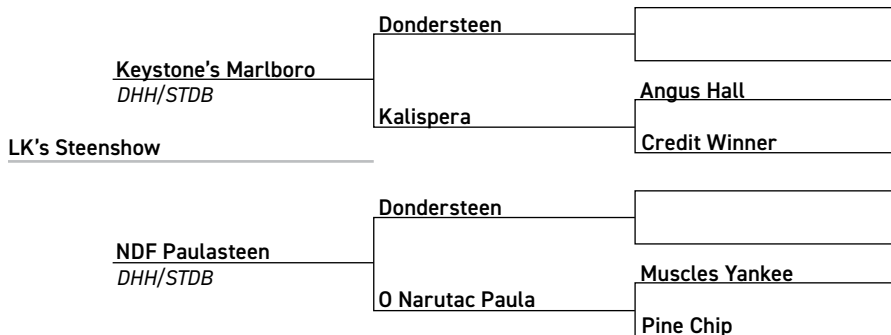 Dondersteen
Keystone's Marlboro
DHH/STDB
Angus Hall
Kalispera
Credit Winner
LK's Steenshow
Dondersteen
NDF Paulasteen
DHH/STDB
Muscles Yankee
O Narutac Paula
Pine Chip